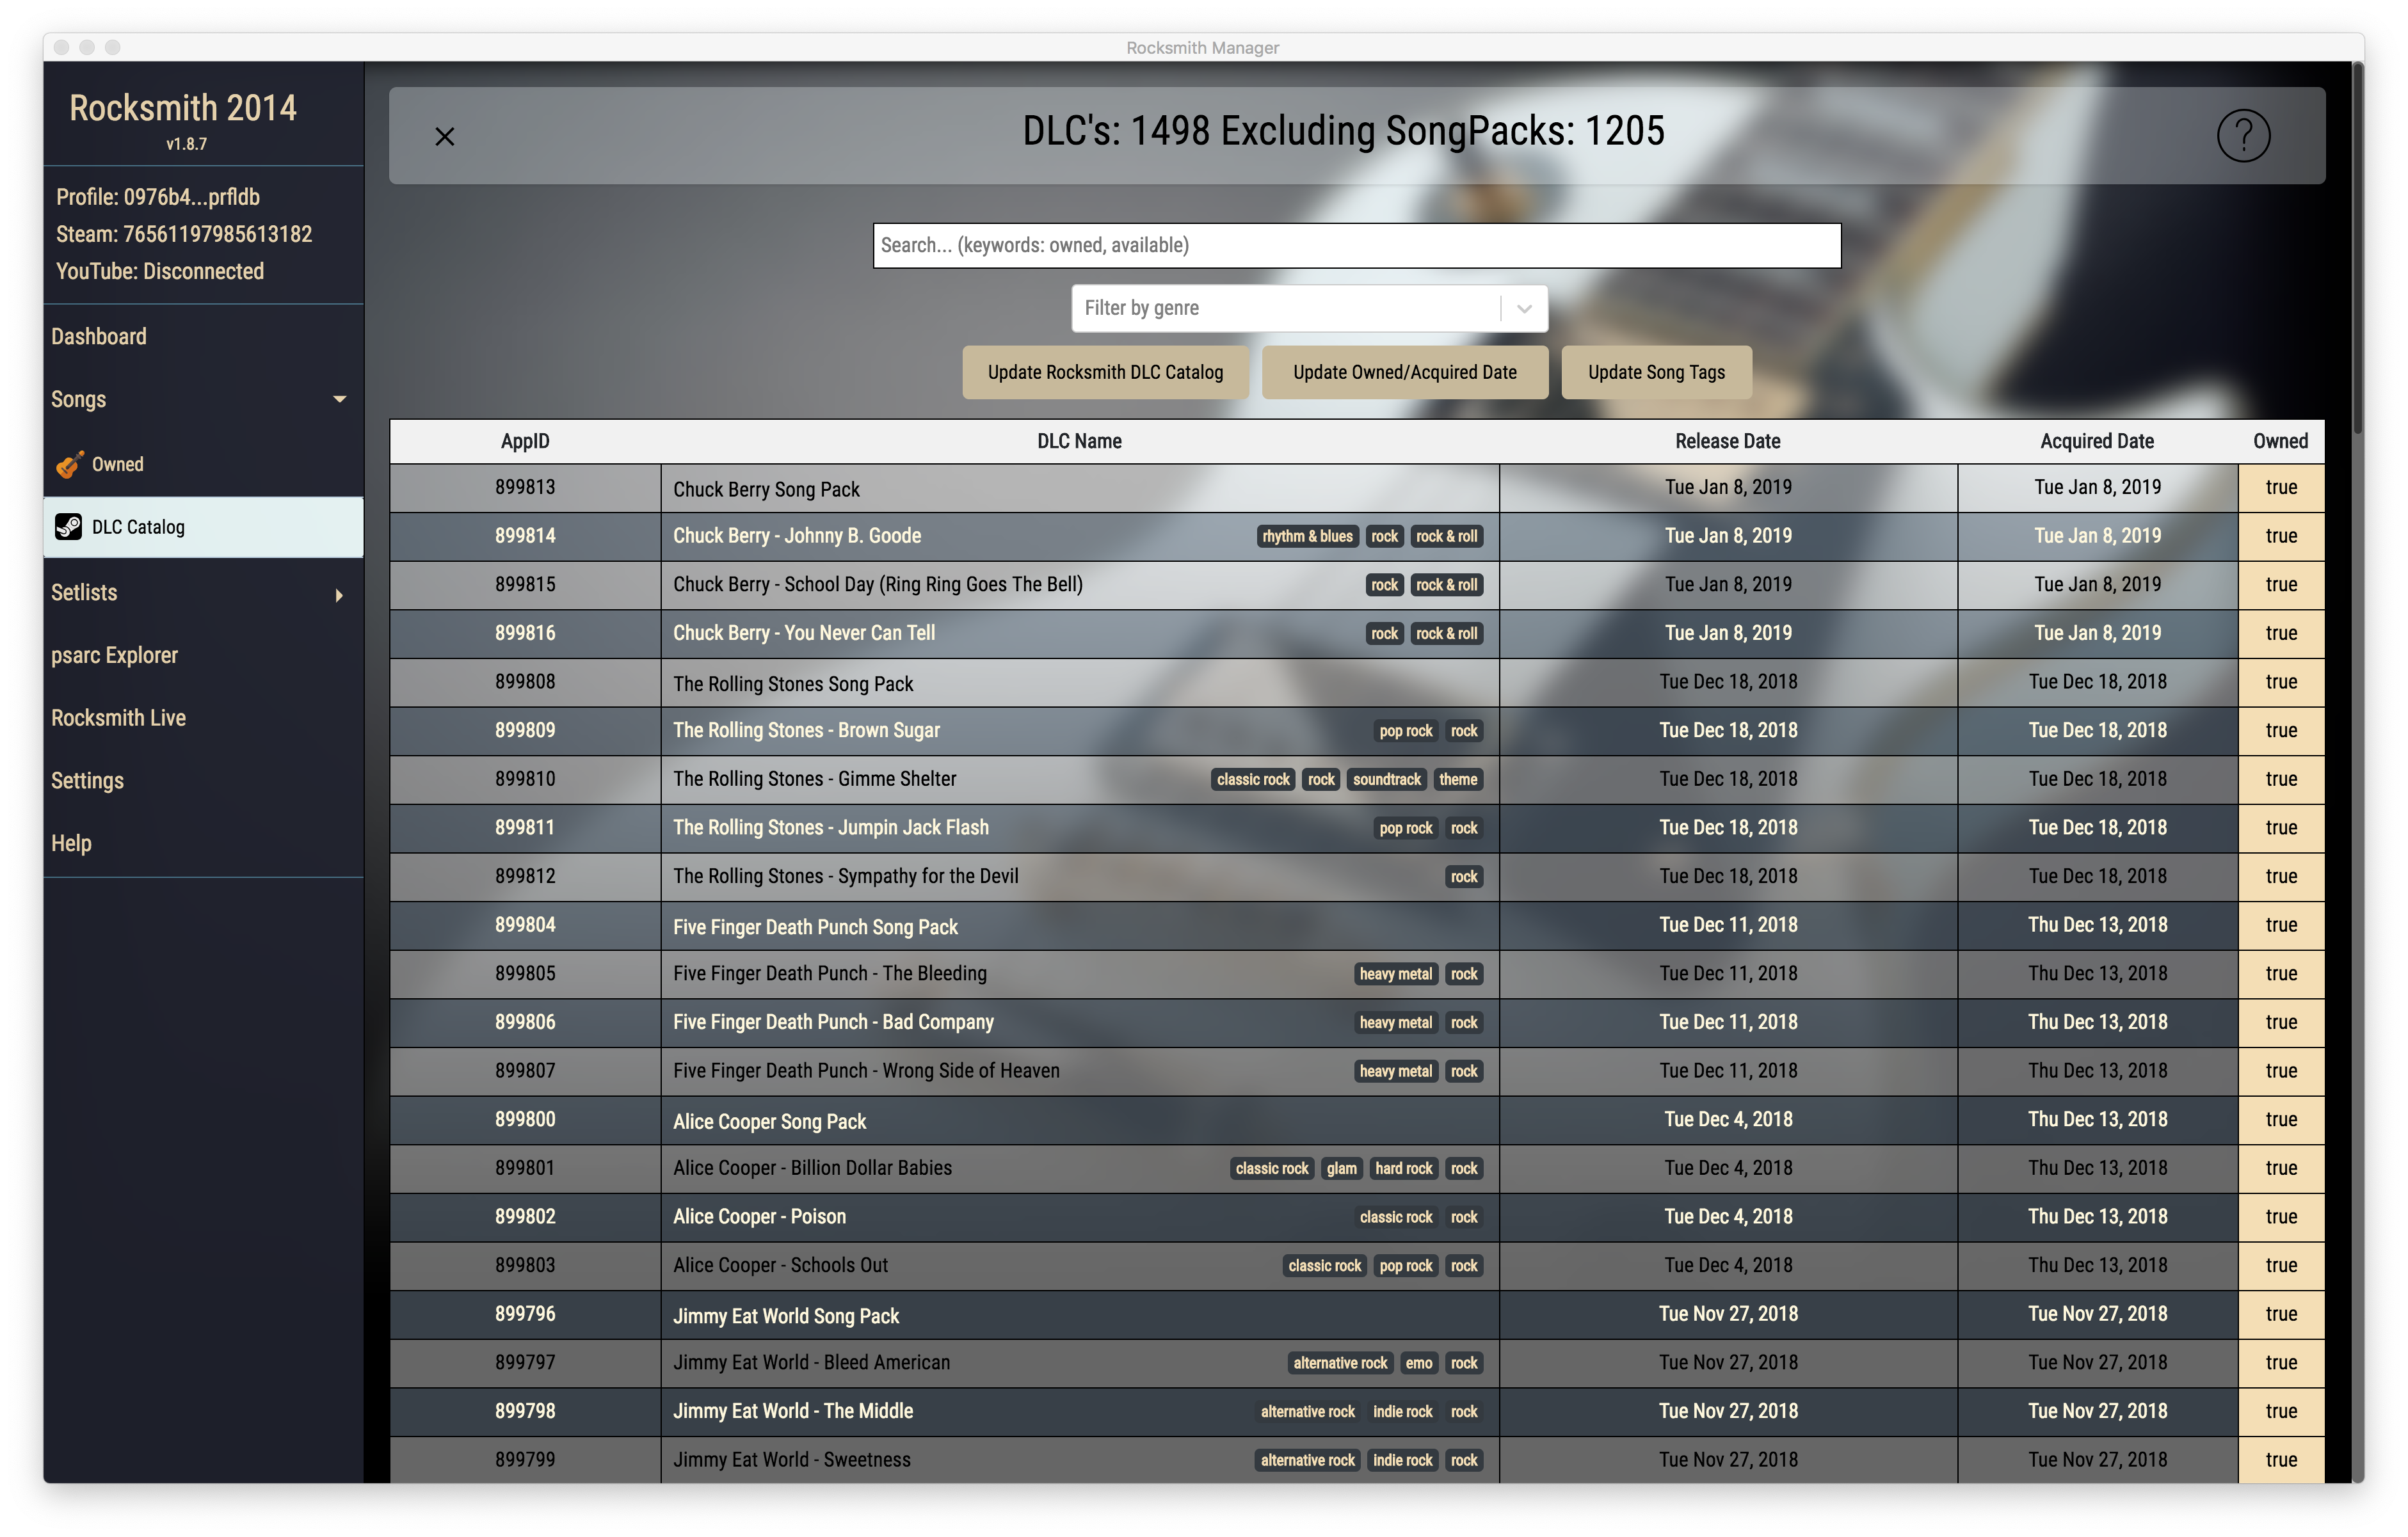 Rocksmith Manager
Rocksmith 2014
v1.8.7
Profile: 0976b4...prfldb
Steam: 76561197985613182
YouTube: Disconnected
Dashboard
Songs
Owned
DLC Catalog
Setlists
psarc Explorer
Rocksmith Live
Settings
Help
DLC's: 1498 Excluding SongPacks: 1205
?
Search... (keywords: owned, available)
Filter by genre
Update Rocksmith DLC Catalog Update Owned/Acquired Date Update Song Tags
AppID DLC Name Release Date Acquired Date Owned
899813 Chuck Berry Song Pack Tue Jan 8, 2019 Tue Jan 8, 2019 true
899814 Chuck Berry - Johnny B. Goode rhythm & blues rock rock & roll Tue Jan 8, 2019 Tue Jan 8, 2019 true
899815 Chuck Berry - School Day (Ring Ring Goes The Bell) rock rock & roll Tue Jan 8, 2019 Tue Jan 8, 2019 true
899816 Chuck Berry - You Never Can Tell rock rock & roll Tue Jan 8, 2019 Tue Jan 8, 2019 true
899808 The Rolling Stones Song Pack Tue Dec 18, 2018 Tue Dec 18, 2018 true
899809 The Rolling Stones - Brown Sugar pop rock rock Tue Dec 18, 2018 Tue Dec 18, 2018 true
899810 The Rolling Stones - Gimme Shelter classic rock rock soundtrack theme Tue Dec 18, 2018 Tue Dec 18, 2018 true
899811 The Rolling Stones - Jumpin Jack Flash pop rock rock Tue Dec 18, 2018 Tue Dec 18, 2018 true
899812 The Rolling Stones - Sympathy for the Devil rock Tue Dec 18, 2018 Tue Dec 18, 2018 true
899804 Five Finger Death Punch Song Pack Tue Dec 11, 2018 Thu Dec 13, 2018 true
899805 Five Finger Death Punch - The Bleeding heavy metal rock Tue Dec 11, 2018 Thu Dec 13, 2018 true
899806 Five Finger Death Punch - Bad Company heavy metal rock Tue Dec 11, 2018 Thu Dec 13, 2018 true
899807 Five Finger Death Punch - Wrong Side of Heaven heavy metal rock Tue Dec 11, 2018 Thu Dec 13, 2018 true
899800 Alice Cooper Song Pack Tue Dec 4, 2018 Thu Dec 13, 2018 true
899801 Alice Cooper - Billion Dollar Babies classic rock glam hard rock rock Tue Dec 4, 2018 Thu Dec 13, 2018 true
899802 Alice Cooper - Poison classic rock rock Tue Dec 4, 2018 Thu Dec 13, 2018 true
899803 Alice Cooper - Schools Out classic rock pop rock rock Tue Dec 4, 2018 Thu Dec 13, 2018 true
899796 Jimmy Eat World Song Pack Tue Nov 27, 2018 Tue Nov 27, 2018 true
899797 Jimmy Eat World - Bleed American alternative rock emo rock Tue Nov 27, 2018 Tue Nov 27, 2018 true
899798 Jimmy Eat World - The Middle alternative rock indie rock rock Tue Nov 27, 2018 Tue Nov 27, 2018 true
899799 Jimmy Eat World - Sweetness alternative rock indie rock rock Tue Nov 27, 2018 Tue Nov 27, 2018 true